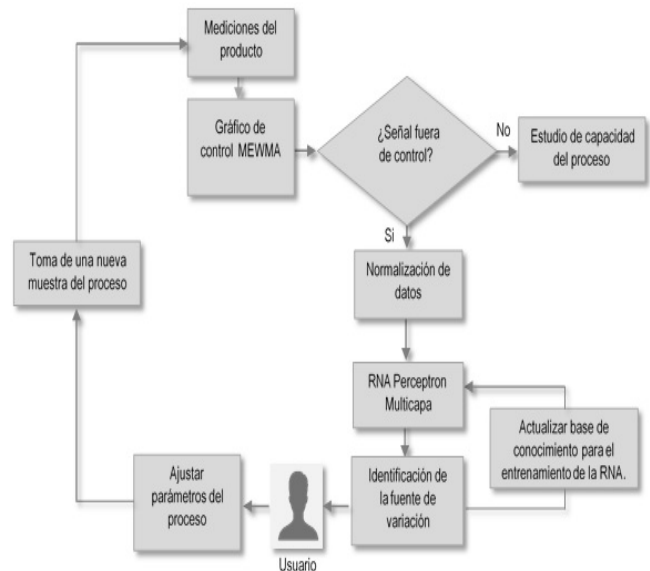 Mediciones del
producto
Gráfico de
control MEWMA
¿Señal fuera
de control?
No
Estudio de capacidad
del proceso
Si
Normalización de
datos
Toma de una nueva
muestra del proceso
RNA Perceptron
Multicapa
Actualizar base de
conocimiento para el
entrenamiento de la RNA.
Identificación de
la fuente de
variación
Usuario
Ajustar
parámetros del
proceso